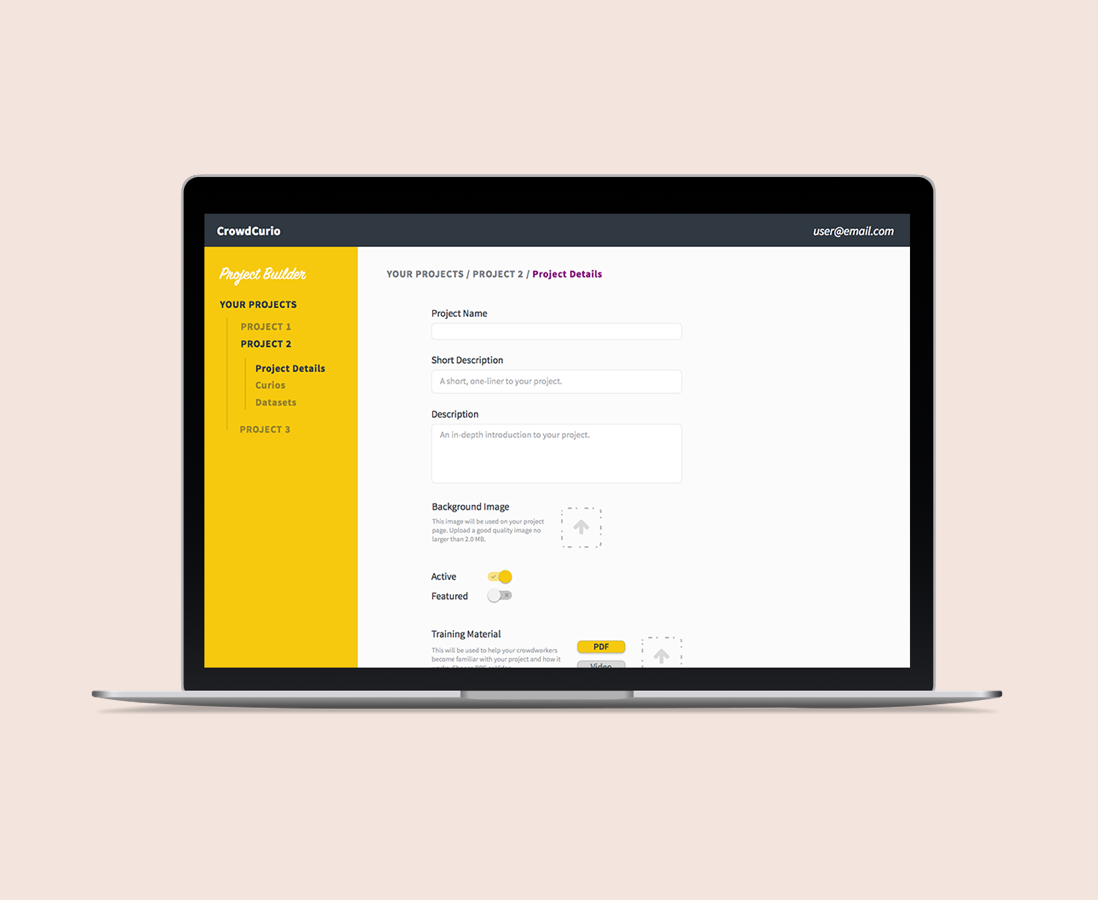 CrowdCurio
user@email.com
Project Builder
YOUR PROJECTS
PROJECT 1
PROJECT 2
Project Details
Curios
Datasets
PROJECT 3
YOUR PROJECTS / PROJECT 2 / Project Details
Project Name
Short Description
A short, one-liner to your project.
Description
An in-depth introduction to your project.
Background Image
This image will be used on your project
page. Upload a good quality image no
larger than 2.0 MB.
Active
Featured
Training Material
This will be used to help your crowdworkers
become familiar with your project and how it
PDF
Video